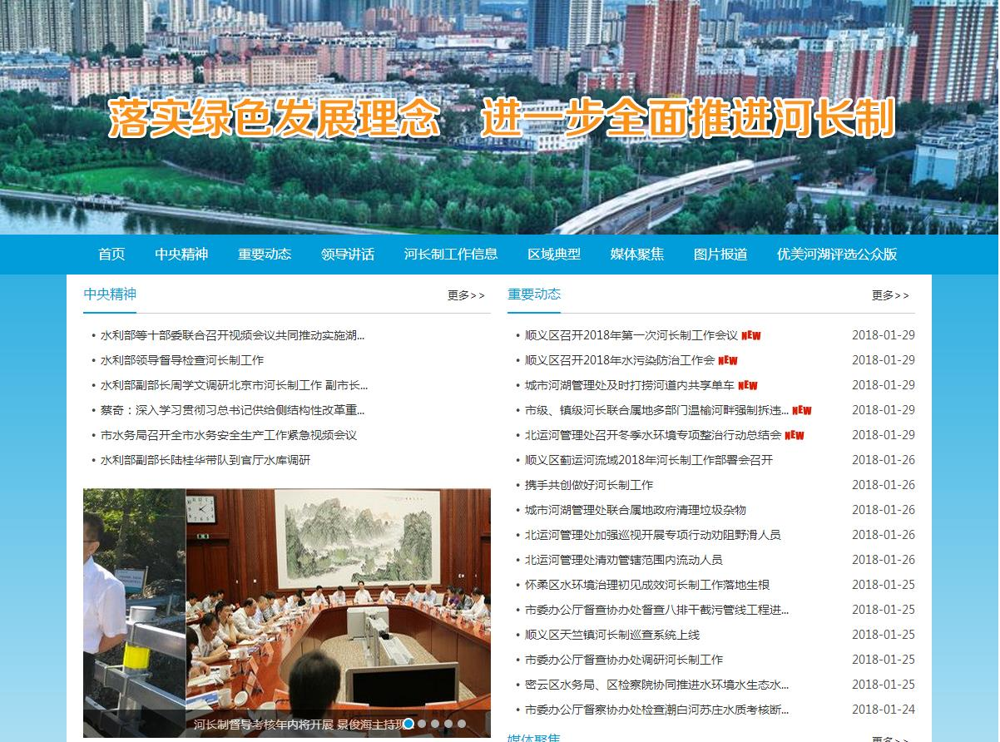 落实绿色发展理念 进一步全面推进河长制
首页 中央精神 重要动态 领导讲话 河长制工作信息 区域典型 媒体聚焦 图片报道 优美河湖评选公众版
中央精神 更多>>
• 水利部等十部委联合召开视频会议共同推动实施湖...
• 水利部领导督导检查河长制工作
• 水利部副部长周学文调研北京市河长制工作 副市长...
• 蔡奇：深入学习贯彻习总书记供给侧结构性改革重...
• 市水务局召开全市水务安全生产工作紧急视频会议
• 水利部副部长陆桂华带队到官厅水库调研
河长制督导考核年内将开展 景俊海主持现
重要动态 更多>>
• 顺义区召开2018年第一次河长制工作会议 NEW 2018-01-29
• 顺义区召开2018年水污染防治工作会 NEW 2018-01-29
• 城市河湖管理处及时打捞河道内共享单车 NEW 2018-01-29
• 市级、镇级河长联合属地多部门温榆河畔强制拆违... NEW 2018-01-29
• 北运河管理处召开冬季水环境专项整治行动总结会 NEW 2018-01-29
• 顺义区蓟运河流域2018年河长制工作部署会召开 2018-01-26
• 携手共创做好河长制工作 2018-01-26
• 城市河湖管理处联合属地政府清理垃圾杂物 2018-01-26
• 北运河管理处加强巡视开展专项行动劝阻野滑人员 2018-01-26
• 北运河管理处清劝管辖范围内流动人员 2018-01-26
• 怀柔区水环境治理初见成效河长制工作落地生根 2018-01-25
• 市委办公厅督查协办处督查八排干截污管线工程进... 2018-01-25
• 顺义区天竺镇河长制巡查系统上线 2018-01-25
• 市委办公厅督查协办处调研河长制工作 2018-01-25
• 密云区水务局、区检察院协同推进水环境水生态水... 2018-01-25
• 市委办公厅督察协办处检查潮白河苏庄水质考核断... 2018-01-24
媒体聚焦 更多>>